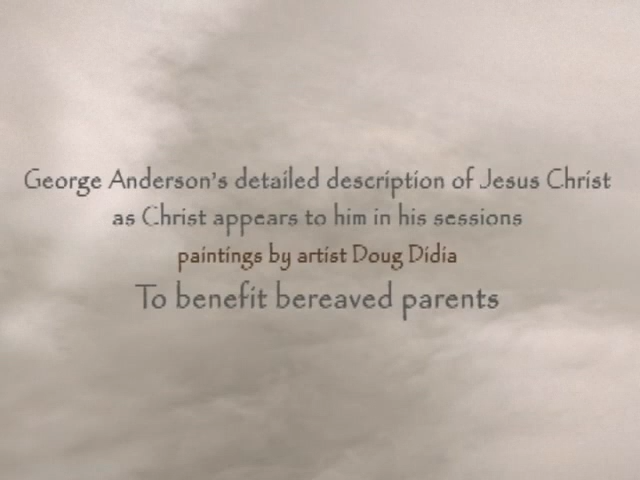 George Anderson's detailed description of Jesus Christ
as Christ appears to him in his sessions
paintings by artist Doug Didia
To benefit bereaved parents